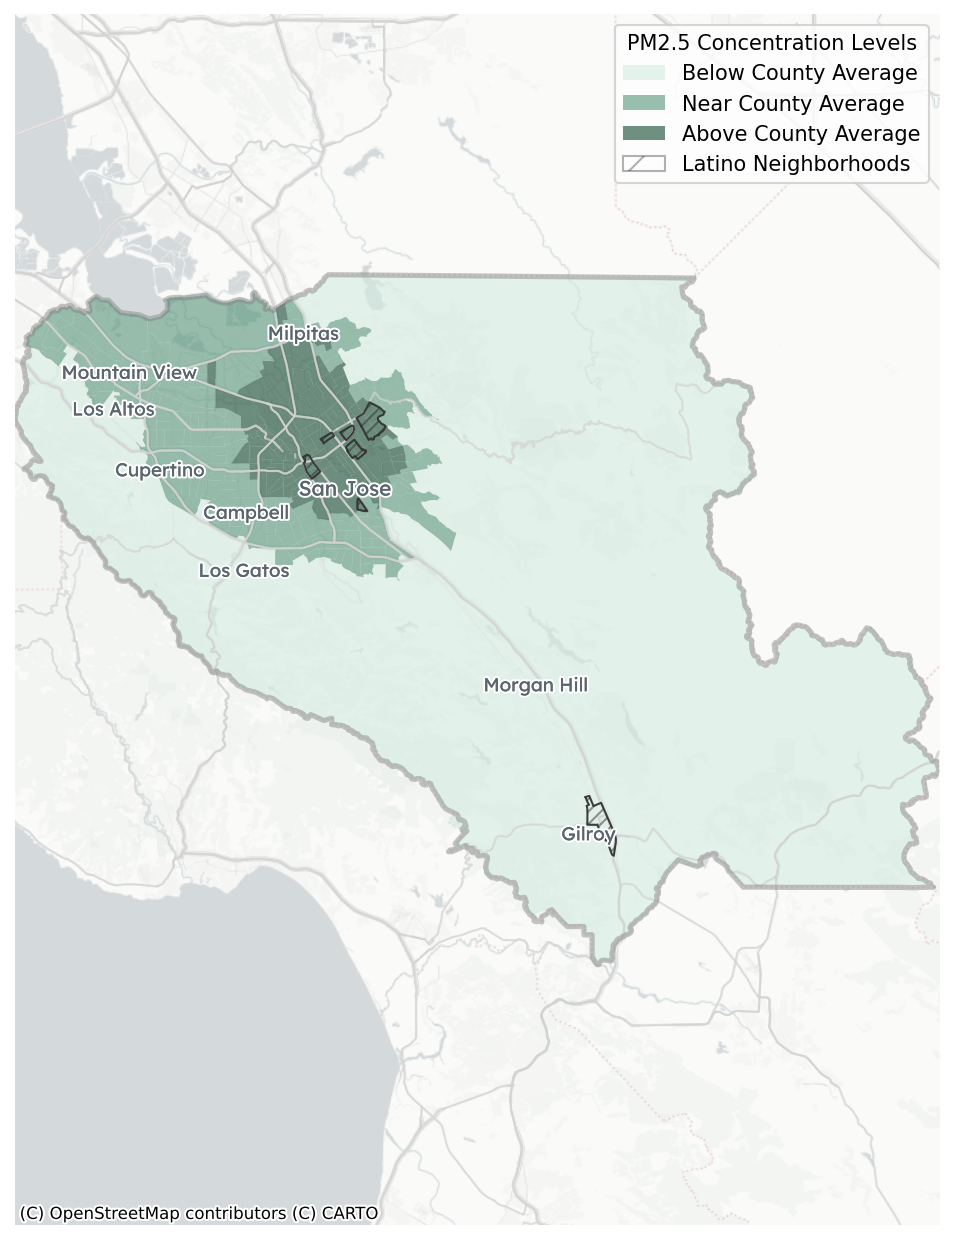 PM2.5 Concentration Levels
Below County Average
Near County Average
Above County Average
Latino Neighborhoods
Milpitas
Mountain View
Los Altos
Cupertino
San Jose
Campbell
Los Gatos
Morgan Hill
Gilroy
(C) OpenStreetMap contributors (C) CARTO